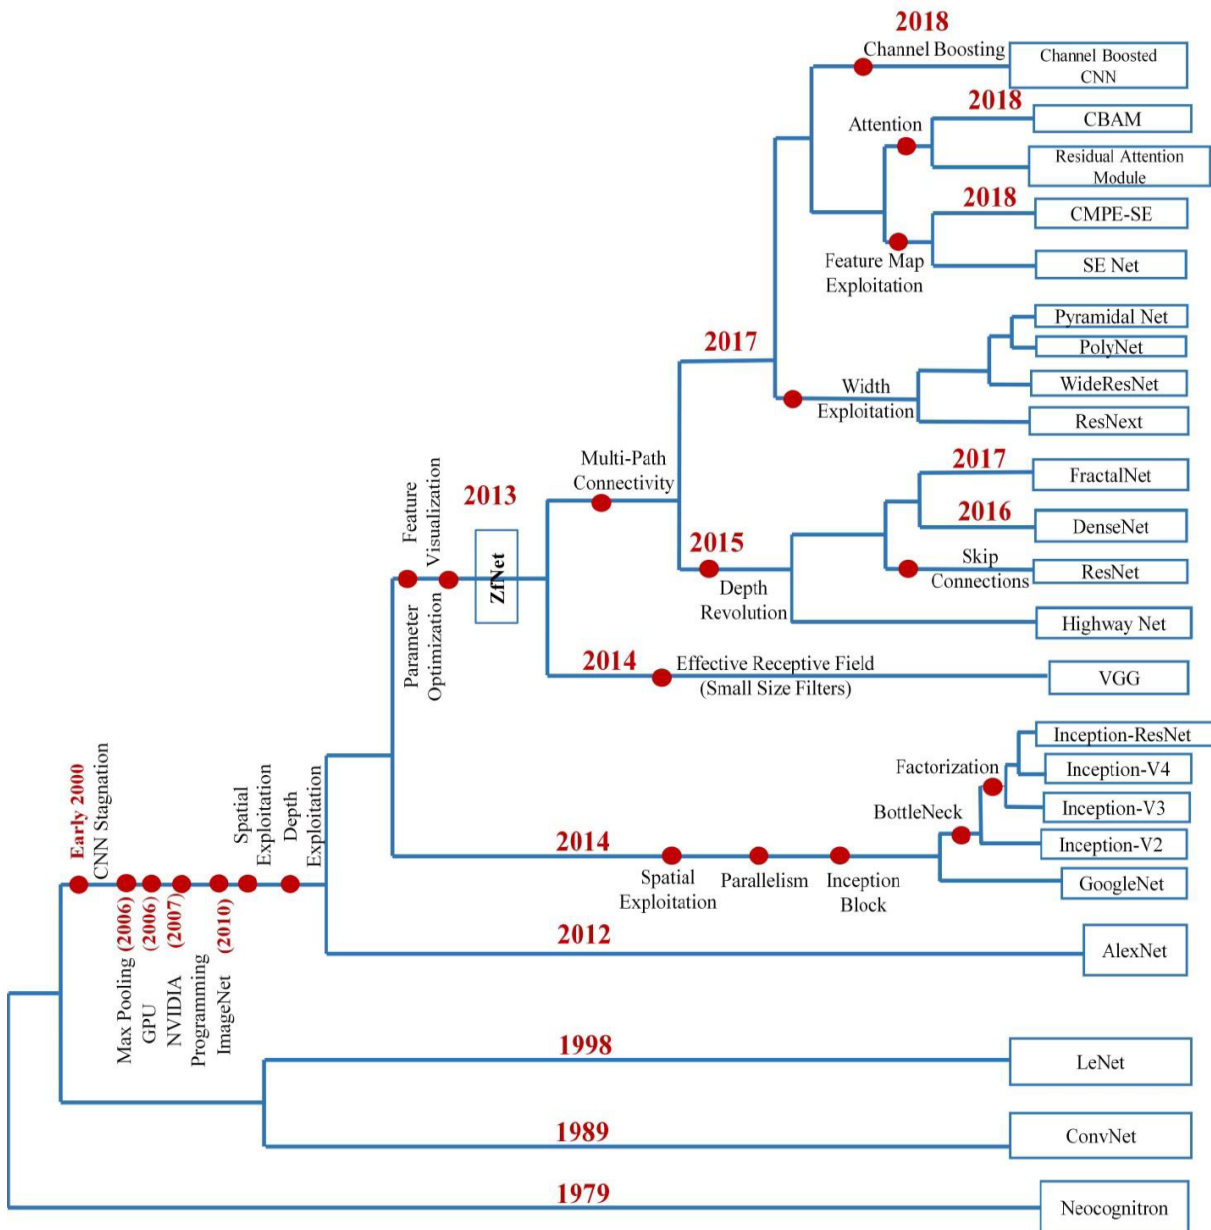 2018
Channel Boosting
Channel Boosted
CNN
2018
Attention
CBAM
Residual Attention
Module
2018
CMPE-SE
Feature Map
Exploitation
SE Net
Pyramidal Net
PolyNet
2017
Width
Exploitation
WideResNet
ResNext
Multi-Path
Connectivity
2017
FractalNet
2016
DenseNet
2015
Depth
Revolution
Skip
Connections
ResNet
Highway Net
Feature
Visualization
Parameter
Optimization
2013
ZfNet
2014
Effective Receptive Field
(Small Size Filters)
VGG
Inception-ResNet
Factorization
Inception-V4
BottleNeck
Inception-V3
Inception-V2
2014
Spatial
Exploitation
Parallelism
Inception
Block
GoogleNet
Early 2000
CNN Stagnation
Spatial
Exploitation
Depth
Exploitation
Max Pooling (2006)
GPU (2006)
NVIDIA (2007)
Programming
ImageNet (2010)
2012
AlexNet
1998
LeNet
1989
ConvNet
1979
Neocognitron